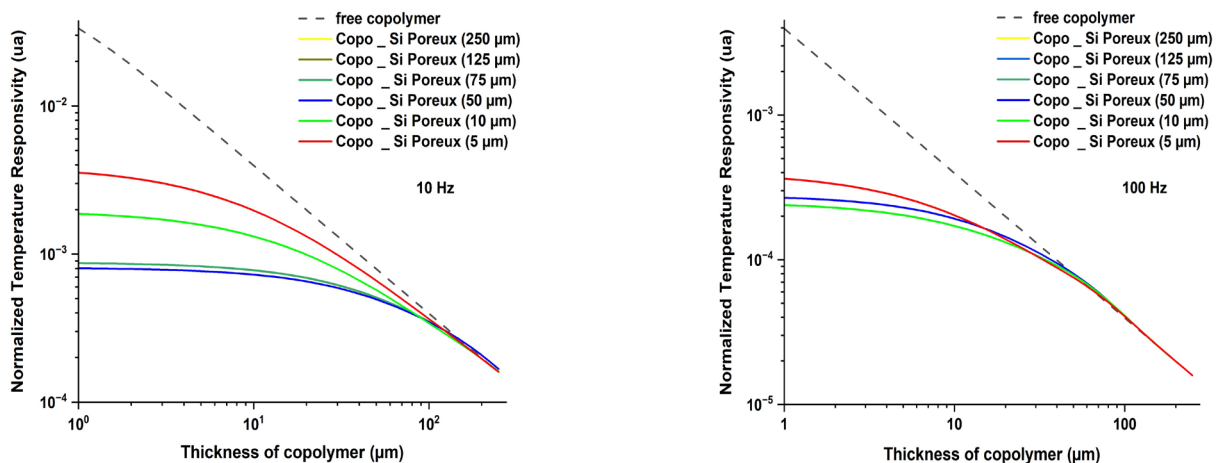 Normalized Temperature Responsivity (ua)
10⁻²
10⁻³
10⁻⁴
free copolymer
Copo _ Si Poreux (250 µm)
Copo _ Si Poreux (125 µm)
Copo _ Si Poreux (75 µm)
Copo _ Si Poreux (50 µm)
Copo _ Si Poreux (10 µm)
Copo _ Si Poreux (5 µm)
10 Hz
10⁰ 10¹ 10²
Thickness of copolymer (µm)
Normalized Temperature Responsivity (ua)
10⁻³
10⁻⁴
10⁻⁵
free copolymer
Copo _ Si Poreux (250 µm)
Copo _ Si Poreux (125 µm)
Copo _ Si Poreux (75 µm)
Copo _ Si Poreux (50 µm)
Copo _ Si Poreux (10 µm)
Copo _ Si Poreux (5 µm)
100 Hz
1 10 100
Thickness of copolymer (µm)